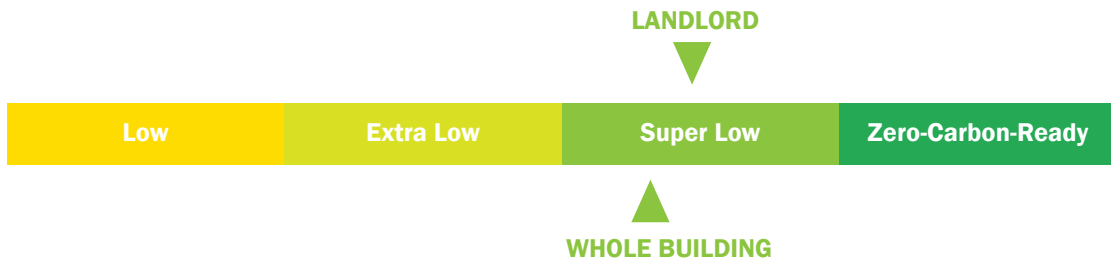 LANDLORD
Low Extra Low Super Low Zero-Carbon-Ready
WHOLE BUILDING